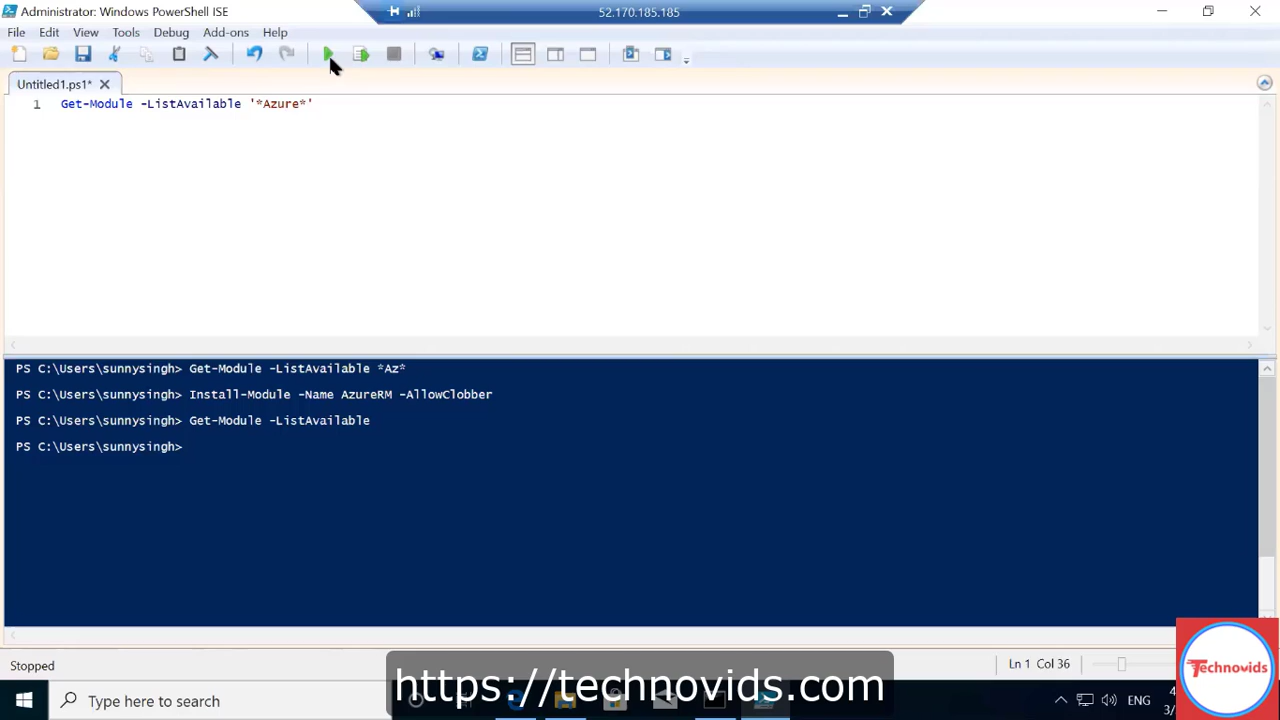 Administrator: Windows PowerShell ISE
52.170.185.185
File Edit View Tools Debug Add-ons Help
Untitled1.ps1*
1 Get-Module -ListAvailable '*Azure*'
PS C:\Users\sunnysingh> Get-Module -ListAvailable *Az*
PS C:\Users\sunnysingh> Install-Module -Name AzureRM -AllowClobber
PS C:\Users\sunnysingh> Get-Module -ListAvailable
PS C:\Users\sunnysingh>
Stopped
Ln 1 Col 36
https://technovids.com
Technovids
Type here to search
ENG